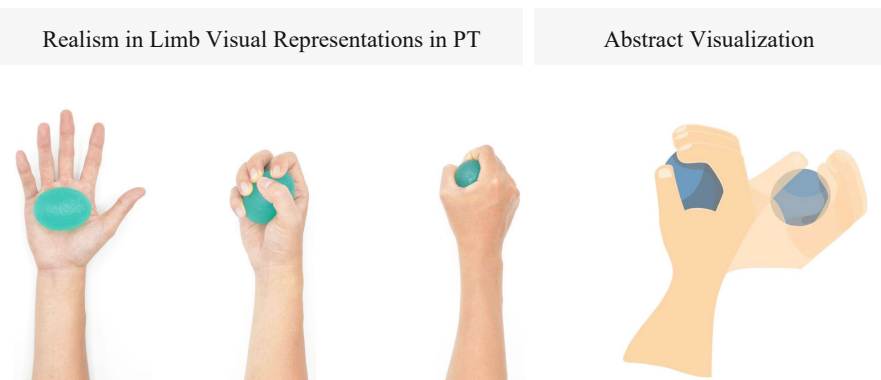 Realism in Limb Visual Representations in PT
Abstract Visualization